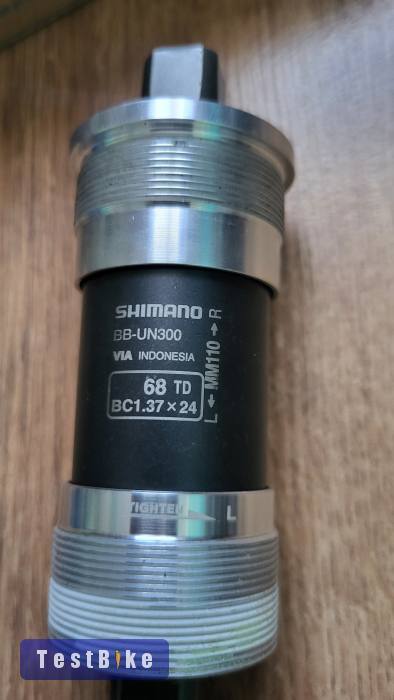 SHIMANO
BB-UN300
VIA INDONESIA
68 TD
BC1.37×24
L ← MM110 → R
TIGHTEN L
TestBike